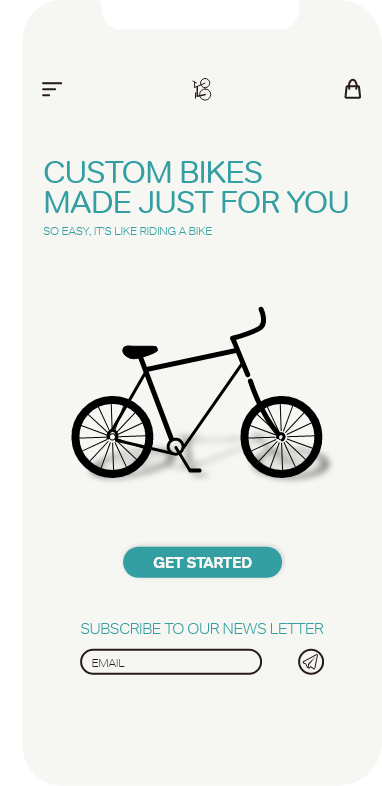 CUSTOM BIKES
MADE JUST FOR YOU
SO EASY, IT'S LIKE RIDING A BIKE
GET STARTED
SUBSCRIBE TO OUR NEWS LETTER
EMAIL